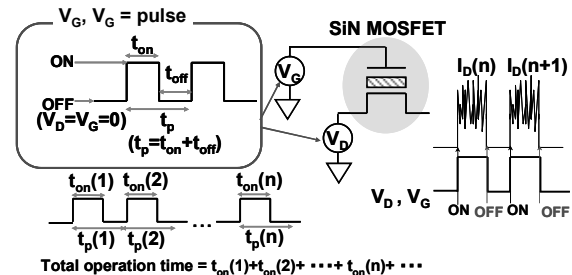 V_G, V_G = pulse
SiN MOSFET
t_on
ON
t_off
V_G
I_D(n) I_D(n+1)
OFF
(V_D=V_G=0)
t_p
(t_p=t_on+t_off)
V_D
t_on(1) t_on(2) t_on(n)
V_D , V_G
ON OFF ON OFF
...
t_p(1) t_p(2) t_p(n)
Total operation time = t_on(1)+t_on(2)+ ····+ t_on(n)+ ···